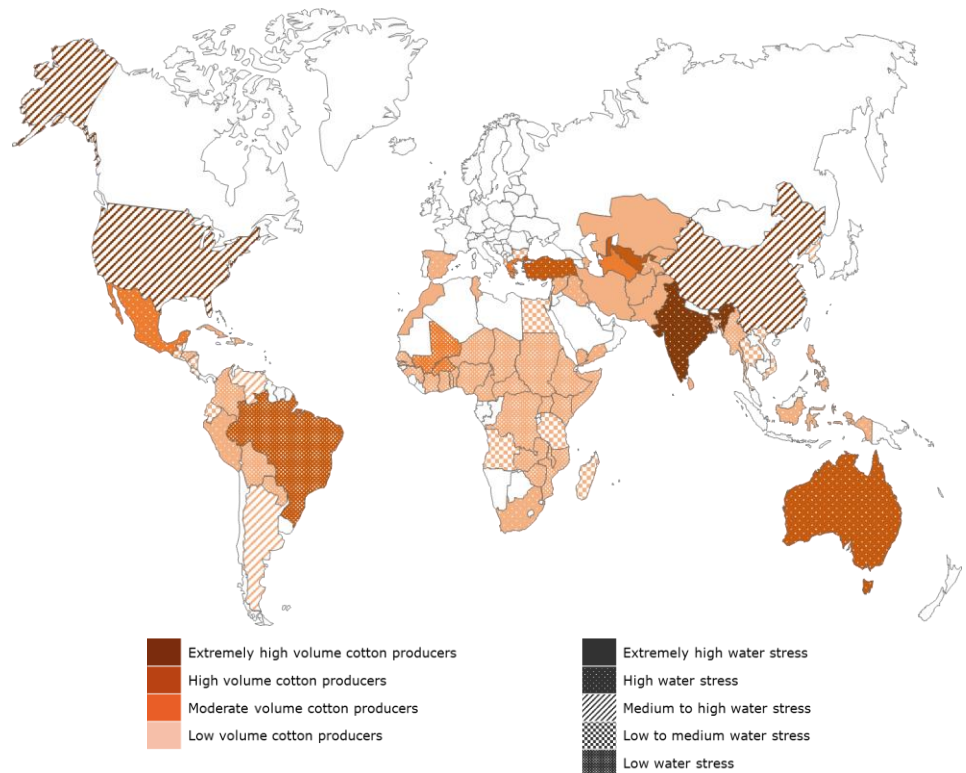 Extremely high volume cotton producers
High volume cotton producers
Moderate volume cotton producers
Low volume cotton producers
Extremely high water stress
High water stress
Medium to high water stress
Low to medium water stress
Low water stress